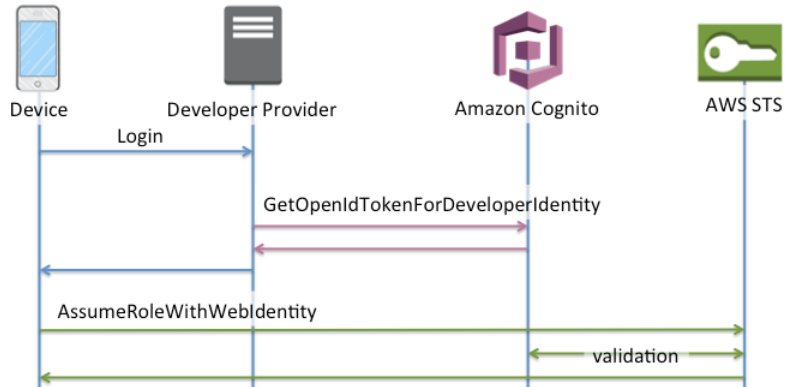 Device
Developer Provider
Amazon Cognito
AWS STS
Login
GetOpenIdTokenForDeveloperIdentity
AssumeRoleWithWebIdentity
validation